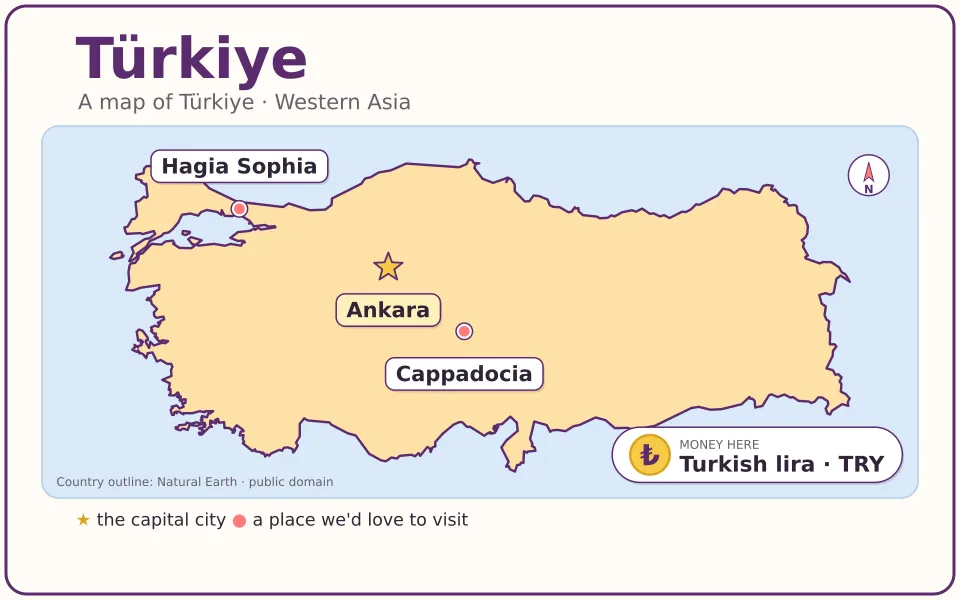 Türkiye
A map of Türkiye · Western Asia
Hagia Sophia
N
Ankara
Cappadocia
MONEY HERE
₺ Turkish lira · TRY
Country outline: Natural Earth · public domain
★ the capital city ● a place we'd love to visit